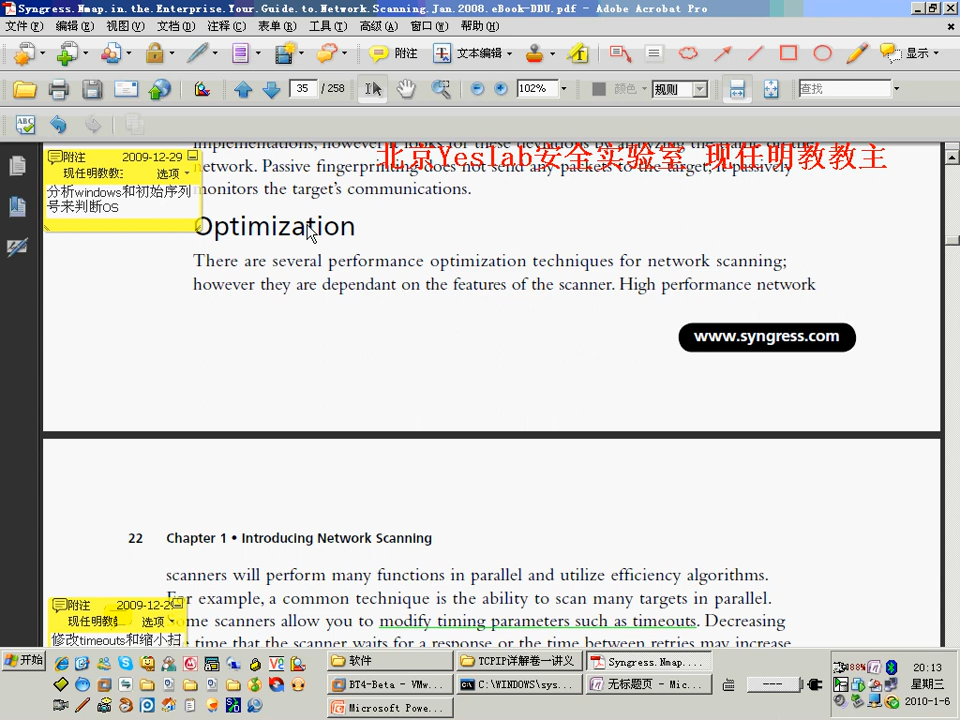 Syngress.Nmap.in.the.Enterprise.Your.Guide.to.Network.Scanning.Jan.2008.eBook-DDU.pdf - Adobe Acrobat Pro
文件(F) 编辑(E) 视图(V) 文档(D) 注释(C) 表单(R) 工具(T) 高级(A) 窗口(W) 帮助(H)
附注 文本编辑 显示
35 / 258 102% 颜色 规则 查找
北京Yeslab安全实验室 现任明教教主
附注 2009-12-29
现任明教教 选项
分析windows和初始序列
号来判断OS
network. Passive fingerprinting does not send any packets to the target; it passively
monitors the target's communications.
Optimization
There are several performance optimization techniques for network scanning;
however they are dependant on the features of the scanner. High performance network
www.syngress.com
22 Chapter 1 • Introducing Network Scanning
scanners will perform many functions in parallel and utilize efficiency algorithms.
For example, a common technique is the ability to scan many targets in parallel.
Some scanners allow you to modify timing parameters such as timeouts. Decreasing
the time that the scanner waits for a response or the time between retries may increase
附注 2009-12-2
现任明教 选项
修改timeouts和缩小扫
开始
软件
TCPIP详解卷一讲义
Syngress.Nmap....
BT4-Beta - VMw...
C:\WINDOWS\sys...
无标题页 - Mic...
Microsoft Powe...
88%
20:13
星期三
2010-1-6